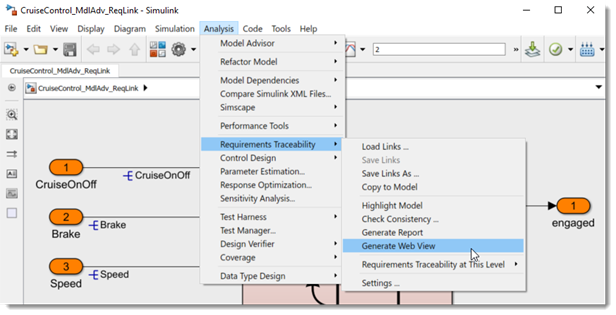 CruiseControl_MdlAdv_ReqLink - Simulink
File Edit View Display Diagram Simulation Analysis Code Tools Help
2
»
CruiseControl_MdlAdv_ReqLink
CruiseControl_MdlAdv_ReqLink
Model Advisor
Refactor Model
Model Dependencies
Compare Simulink XML Files...
Simscape
Performance Tools
Requirements Traceability
Control Design
Parameter Estimation...
Response Optimization...
Sensitivity Analysis...
Test Harness
Test Manager...
Design Verifier
Coverage
Data Type Design
Load Links ...
Save Links
Save Links As ...
Copy to Model
Highlight Model
Check Consistency ...
Generate Report
Generate Web View
Requirements Traceability at This Level
Settings ...
1
CruiseOnOff
CruiseOnOff
2
Brake
Brake
3
Speed
Speed
1
engaged